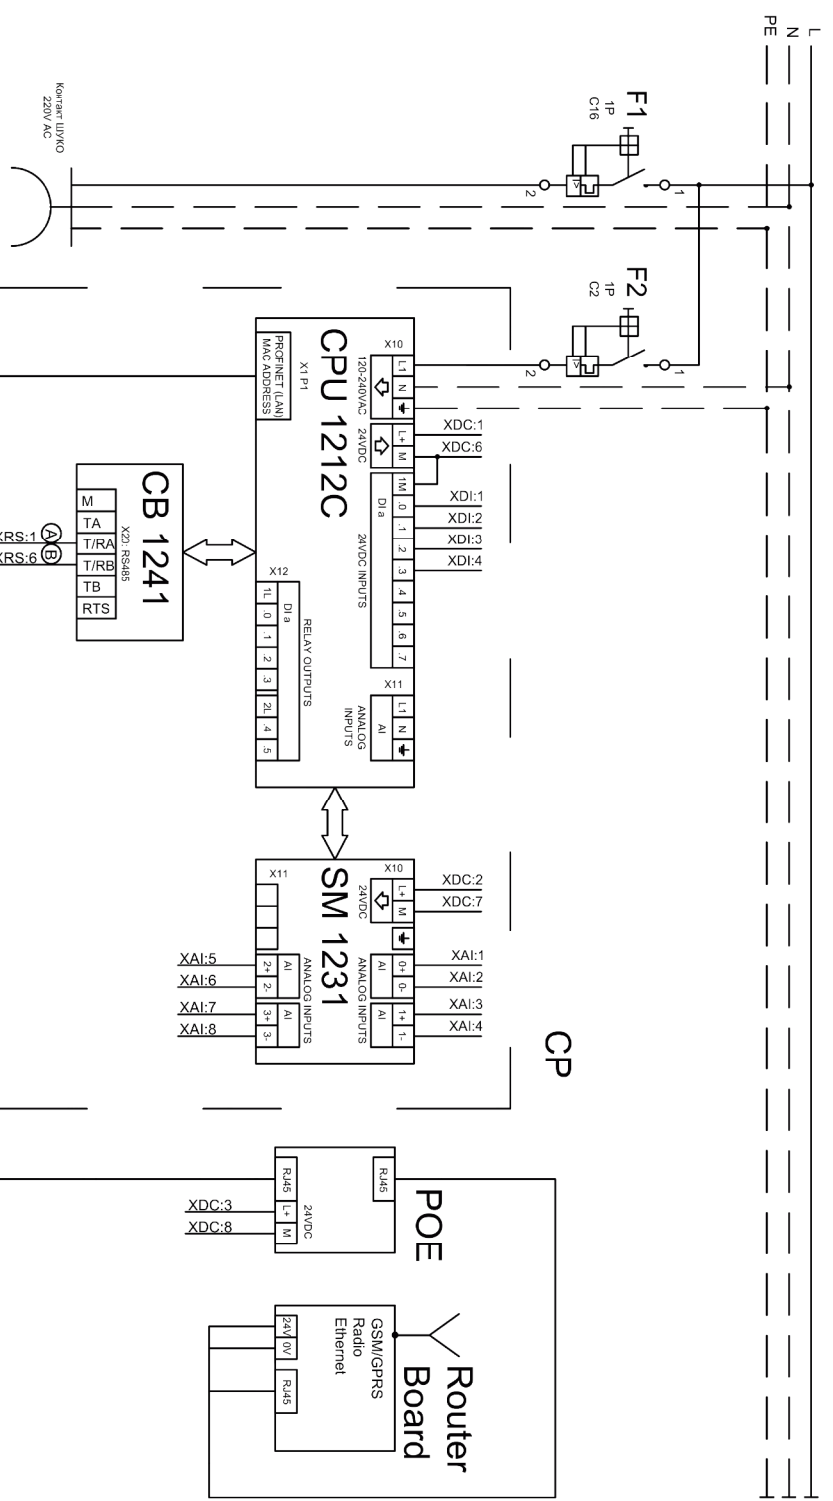 L
N
PE
F1
1P
C16
I>
1
2
Контакт ШУКО
220V AC
F2
1P
C2
I>
1
2
CP
CPU 1212C
X10
L1
N
120-240VAC
L+
M
24VDC
1M
.0
.1
.2
.3
.4
.5
.6
.7
DI a
24VDC INPUTS
X11
L1
N
AI
ANALOG
INPUTS
X1 P1
PROFINET (LAN)
MAC ADDRESS
X12
1L
.0
.1
.2
.3
2L
.4
.5
DI a
RELAY OUTPUTS
XDC:1
XDC:6
XDI:1
XDI:2
XDI:3
XDI:4
CB 1241
X20: RS485
M
TA
T/RA
T/RB
TB
RTS
XRS:1
A
XRS:6
B
SM 1231
X10
L+
M
24VDC
0+
0-
AI
1+
1-
AI
ANALOG INPUTS
X11
2+
2-
AI
3+
3-
AI
ANALOG INPUTS
XDC:2
XDC:7
XAI:1
XAI:2
XAI:3
XAI:4
XAI:5
XAI:6
XAI:7
XAI:8
POE
RJ45
RJ45
L+
M
24VDC
XDC:3
XDC:8
Router
Board
GSM/GPRS
Radio
Ethernet
24V
0V
RJ45